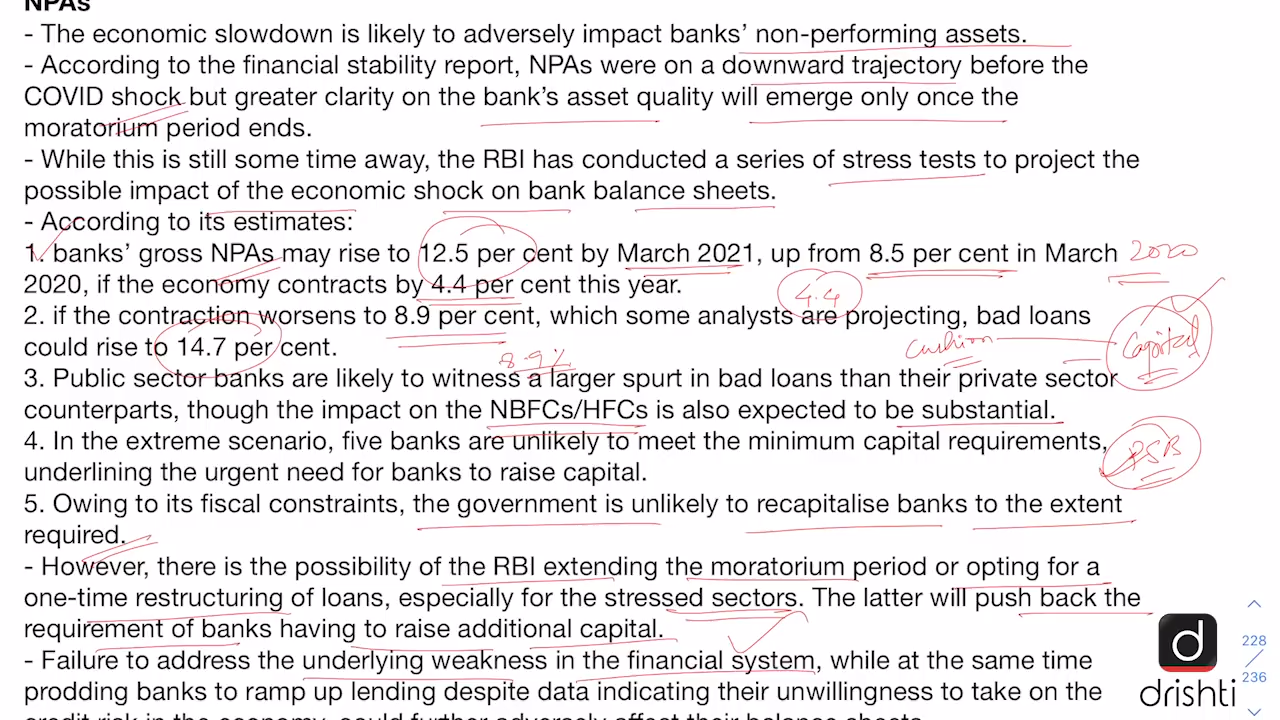 NPAs
- The economic slowdown is likely to adversely impact banks’ non-performing assets.
- According to the financial stability report, NPAs were on a downward trajectory before the
COVID shock but greater clarity on the bank’s asset quality will emerge only once the
moratorium period ends.
- While this is still some time away, the RBI has conducted a series of stress tests to project the
possible impact of the economic shock on bank balance sheets.
- According to its estimates:
1. banks’ gross NPAs may rise to 12.5 per cent by March 2021, up from 8.5 per cent in March 2020
2020, if the economy contracts by 4.4 per cent this year.
4.4
2. if the contraction worsens to 8.9 per cent, which some analysts are projecting, bad loans
could rise to 14.7 per cent.
8.9%
cushion
Capital
3. Public sector banks are likely to witness a larger spurt in bad loans than their private sector
counterparts, though the impact on the NBFCs/HFCs is also expected to be substantial.
4. In the extreme scenario, five banks are unlikely to meet the minimum capital requirements,
PSB
underlining the urgent need for banks to raise capital.
5. Owing to its fiscal constraints, the government is unlikely to recapitalise banks to the extent
required.
- However, there is the possibility of the RBI extending the moratorium period or opting for a
one-time restructuring of loans, especially for the stressed sectors. The latter will push back the
requirement of banks having to raise additional capital.
- Failure to address the underlying weakness in the financial system, while at the same time
prodding banks to ramp up lending despite data indicating their unwillingness to take on the
credit risk in the economy, could further adversely affect their balance sheets.
d
drishti
228
236